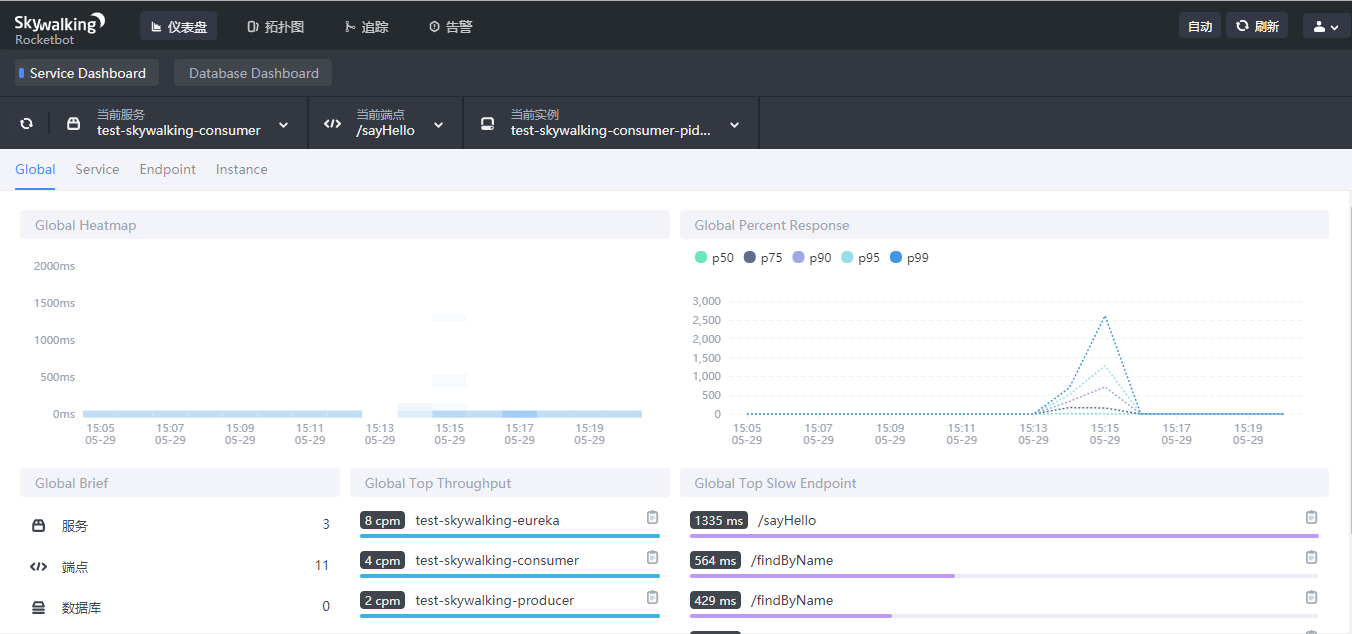 Skywalking
Rocketbot
仪表盘
拓扑图
追踪
告警
自动
刷新
Service Dashboard
Database Dashboard
当前服务
test-skywalking-consumer
当前端点
/sayHello
当前实例
test-skywalking-consumer-pid...
Global
Service
Endpoint
Instance
Global Heatmap
2000ms
1500ms
1000ms
500ms
0ms
15:05 15:07 15:09 15:11 15:13 15:15 15:17 15:19
05-29 05-29 05-29 05-29 05-29 05-29 05-29 05-29
Global Percent Response
p50 p75 p90 p95 p99
3,000
2,500
2,000
1,500
1,000
500
0
15:05 15:07 15:09 15:11 15:13 15:15 15:17 15:19
05-29 05-29 05-29 05-29 05-29 05-29 05-29 05-29
Global Brief
服务 3
端点 11
数据库 0
Global Top Throughput
8 cpm test-skywalking-eureka
4 cpm test-skywalking-consumer
2 cpm test-skywalking-producer
Global Top Slow Endpoint
1335 ms /sayHello
564 ms /findByName
429 ms /findByName